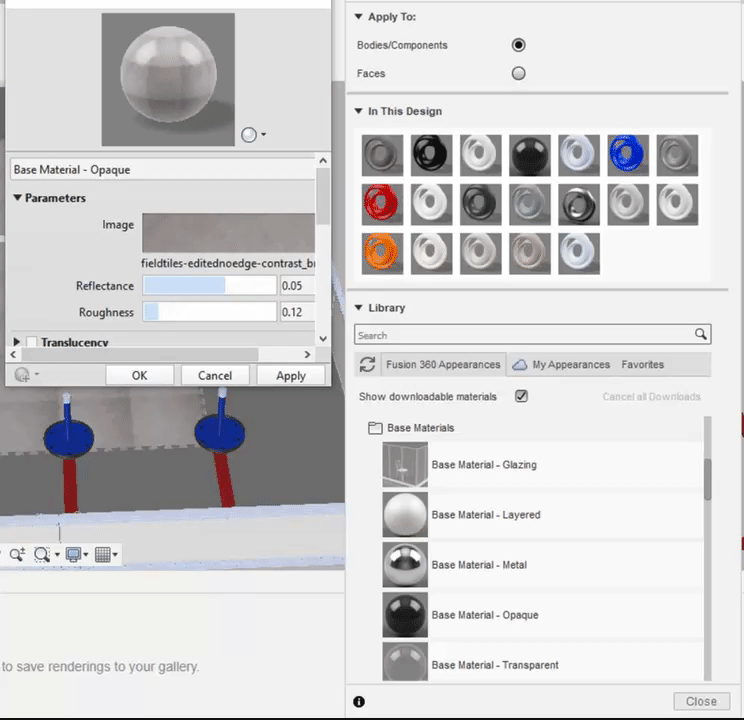 Base Material - Opaque
Parameters
Image
fieldtiles-editednoedge-contrast_br
Reflectance
0.05
Roughness
0.12
Translucency
OK
Cancel
Apply
to save renderings to your gallery.
Apply To:
Bodies/Components
Faces
In This Design
Library
Search
Fusion 360 Appearances
My Appearances
Favorites
Show downloadable materials
Cancel all Downloads
Base Materials
Base Material - Glazing
Base Material - Layered
Base Material - Metal
Base Material - Opaque
Base Material - Transparent
Close